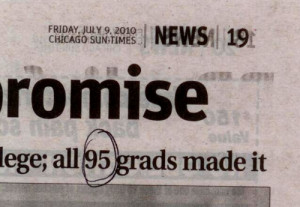 FRIDAY, JULY 9, 2010
CHICAGO SUN-TIMES
NEWS | 19
romise
lege; all 95 grads made it